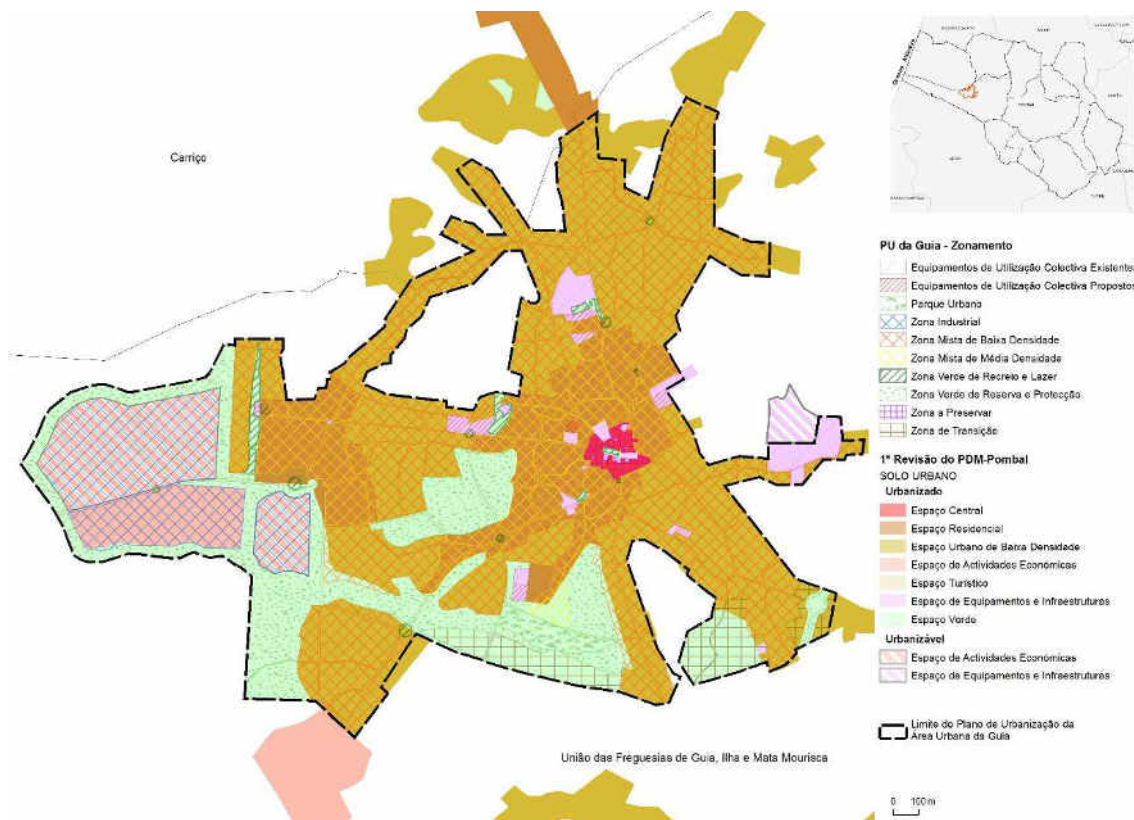 Carriço
PU da Guia - Zonamento
Equipamentos de Utilização Colectiva Existentes
Equipamentos de Utilização Colectiva Propostos
Parque Urbano
Zona Industrial
Zona Mista de Baixa Densidade
Zona Mista de Média Densidade
Zona Verde de Recreio e Lazer
Zona Verde de Reserva e Protecção
Zona a Preservar
Zona de Transição
1ª Revisão do PDM-Pombal
SOLO URBANO
Urbanizado
Espaço Central
Espaço Residencial
Espaço Urbano de Baixa Densidade
Espaço de Actividades Económicas
Espaço Turístico
Espaço de Equipamentos e Infraestruturas
Espaço Verde
Urbanizável
Espaço de Actividades Económicas
Espaço de Equipamentos e Infraestruturas
Limite do Plano de Urbanização da
Área Urbana da Guia
União das Freguesias de Guia, Ilha e Mata Mourisca
0 100 m